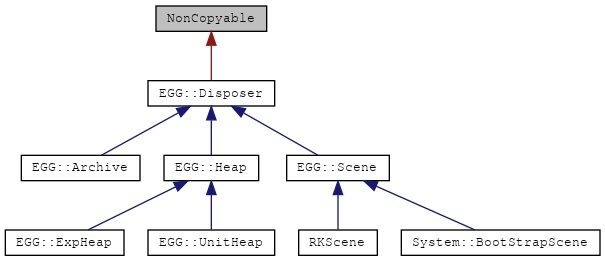 NonCopyable
EGG::Disposer
EGG::Archive
EGG::Heap
EGG::Scene
EGG::ExpHeap
EGG::UnitHeap
RKScene
System::BootStrapScene